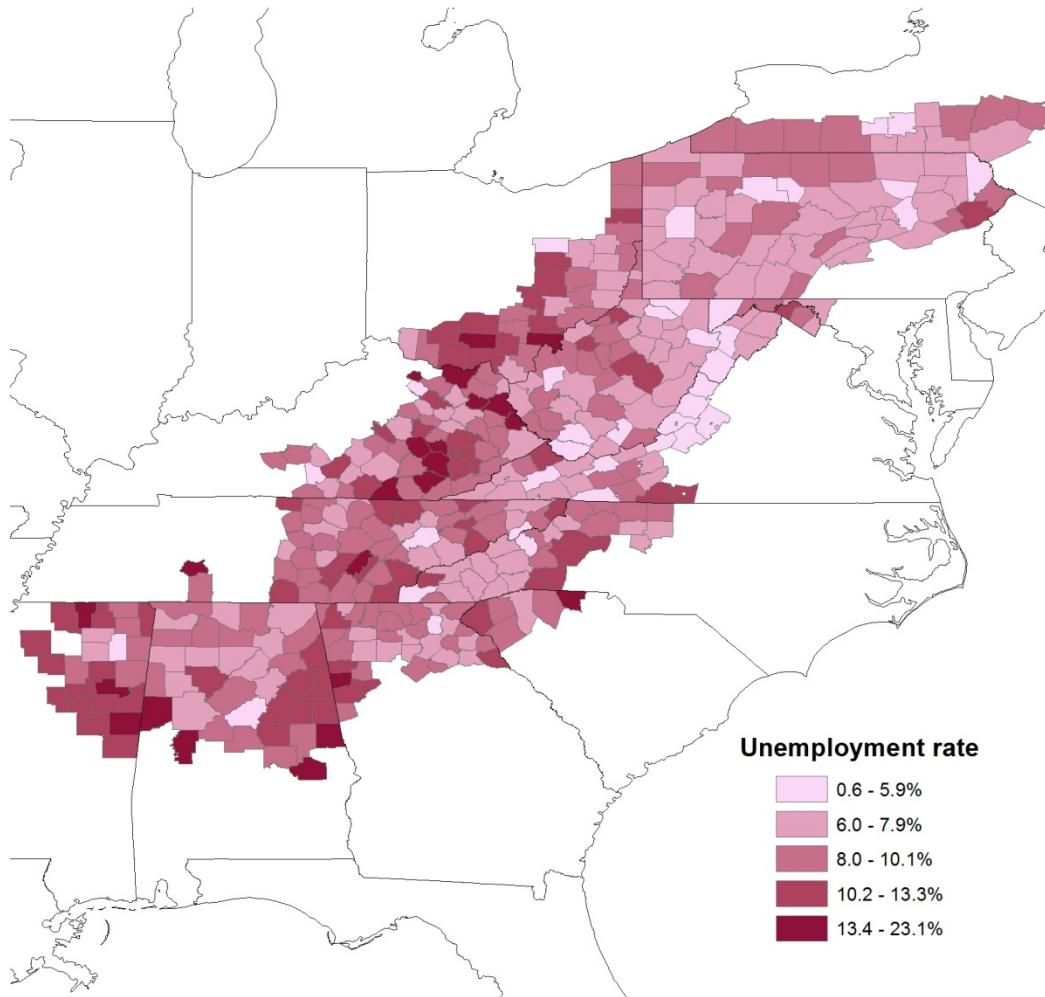 Unemployment rate
0.6 - 5.9%
6.0 - 7.9%
8.0 - 10.1%
10.2 - 13.3%
13.4 - 23.1%